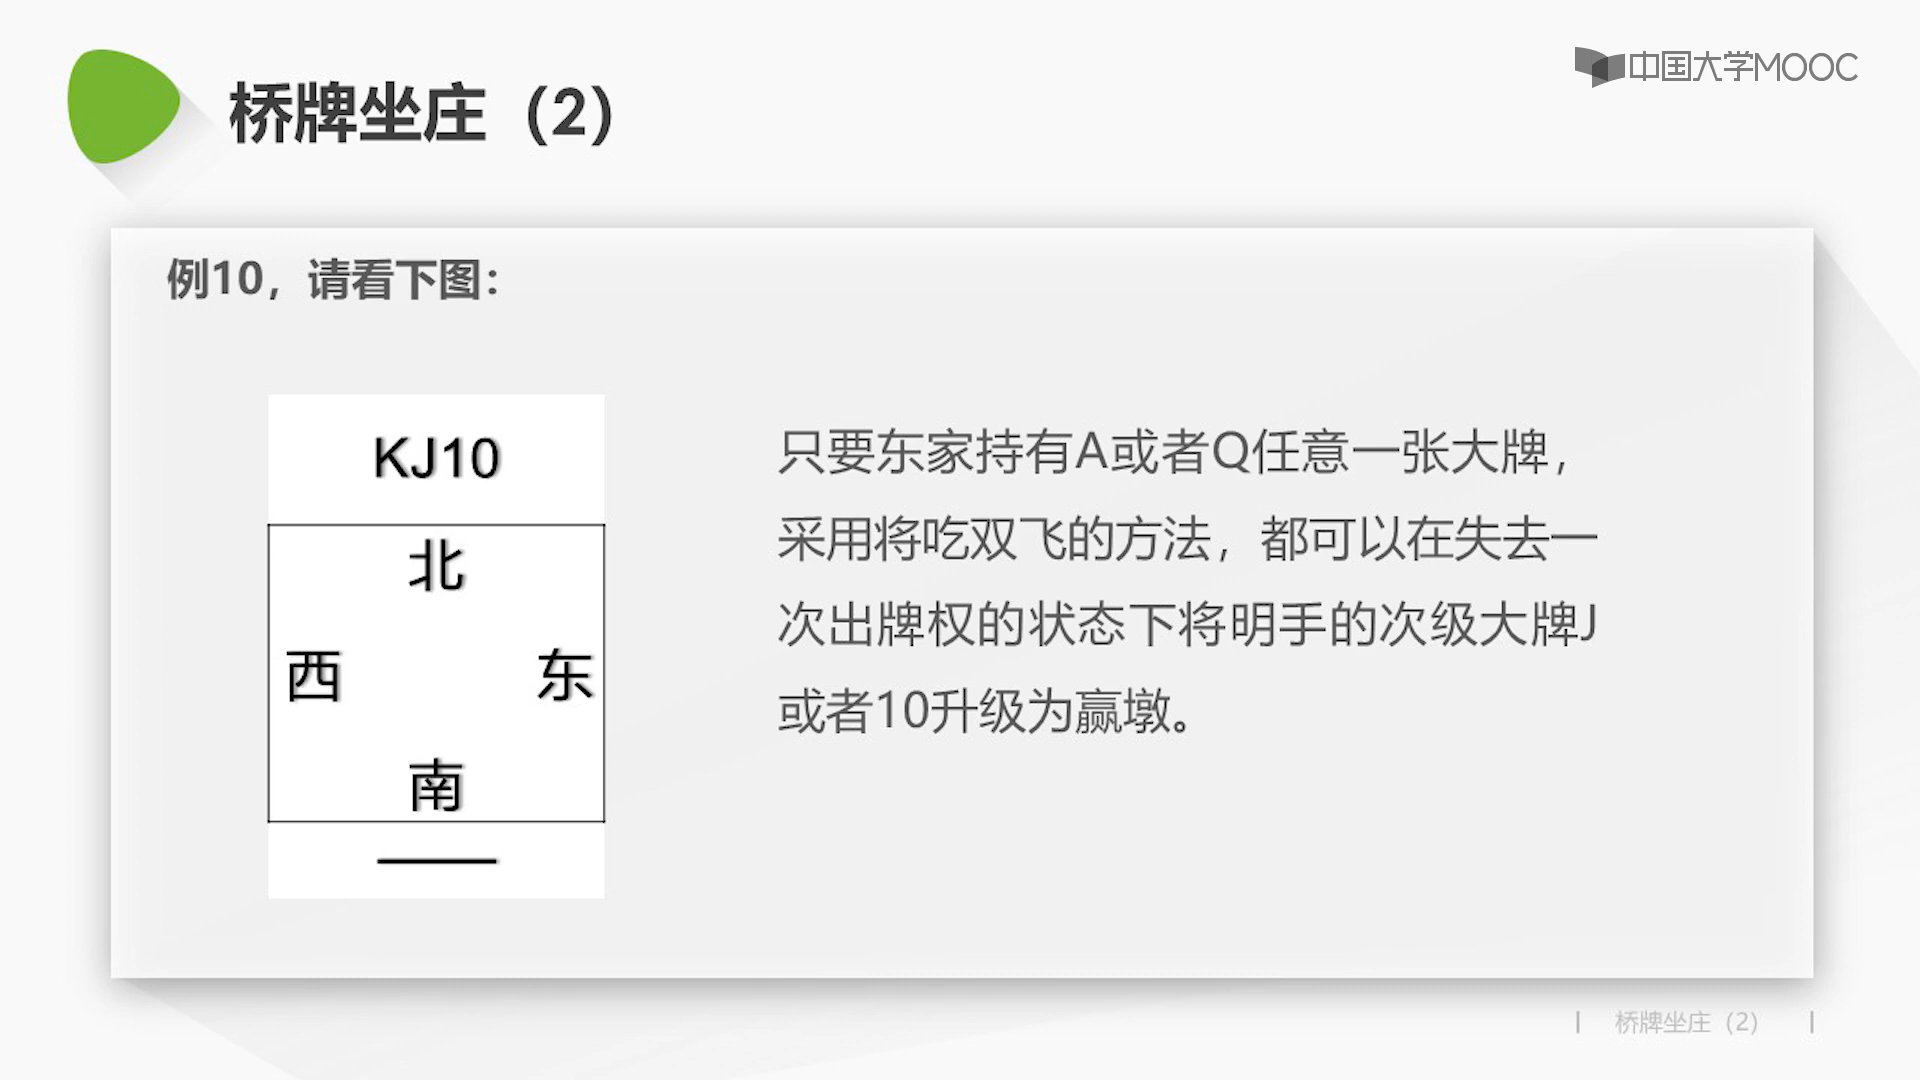 中国大学MOOC
桥牌坐庄（2）
例10，请看下图：
KJ10
北
西 东
南
——
只要东家持有A或者Q任意一张大牌，
采用将吃双飞的方法，都可以在失去一
次出牌权的状态下将明手的次级大牌J
或者10升级为赢墩。
桥牌坐庄（2）